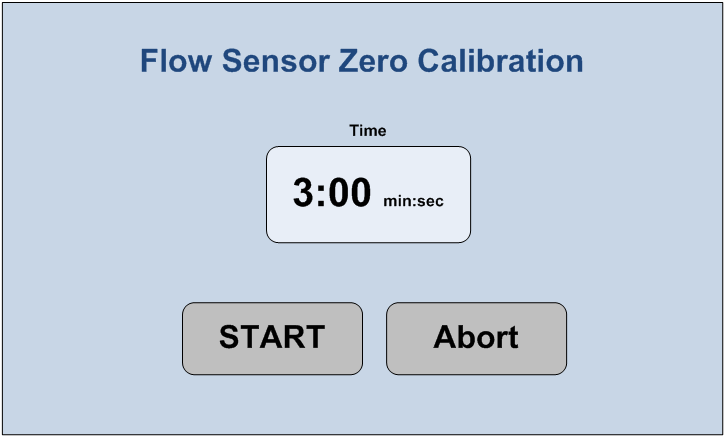 Flow Sensor Zero Calibration
Time
3:00 min:sec
START Abort